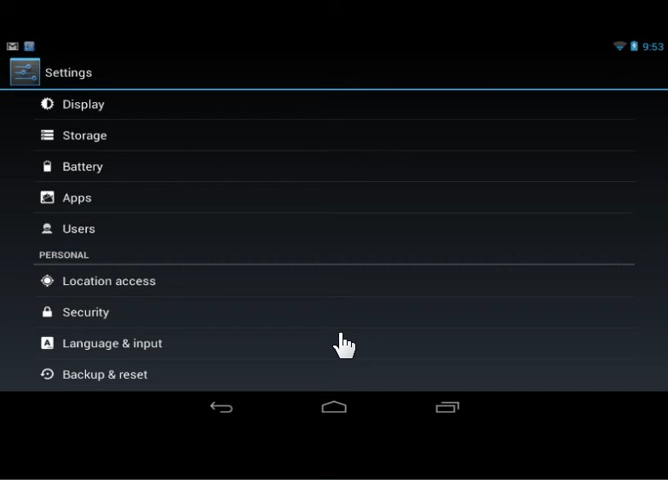 9:53
Settings
Display
Storage
Battery
Apps
Users
PERSONAL
Location access
Security
A Language & input
Backup & reset